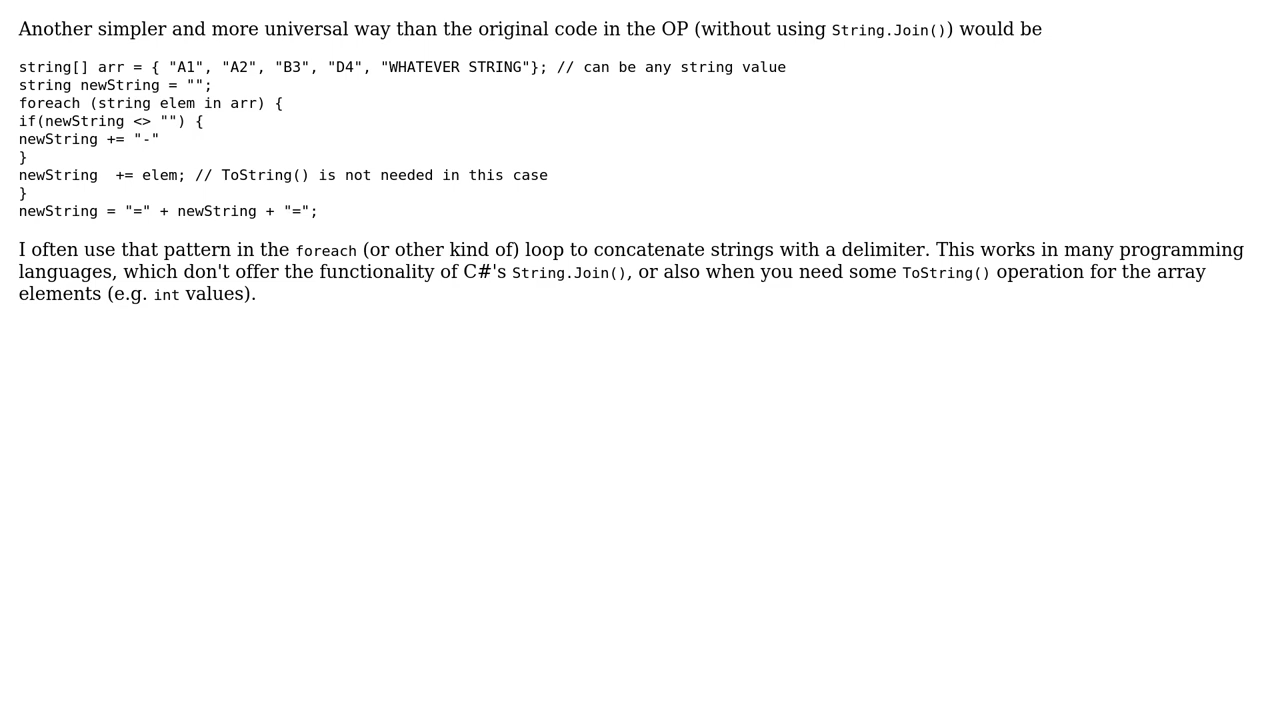 Another simpler and more universal way than the original code in the OP (without using String.Join()) would be
string[] arr = { "A1", "A2", "B3", "D4", "WHATEVER STRING"}; // can be any string value
string newString = "";
foreach (string elem in arr) {
if(newString <> "") {
newString += "-"
}
newString  += elem; // ToString() is not needed in this case
}
newString = "=" + newString + "=";
I often use that pattern in the foreach (or other kind of) loop to concatenate strings with a delimiter. This works in many programming
languages, which don't offer the functionality of C#'s String.Join(), or also when you need some ToString() operation for the array
elements (e.g. int values).